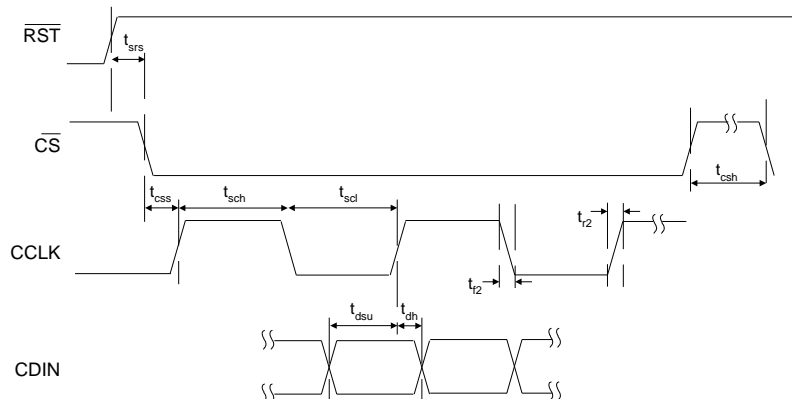 RST
t_srs
CS
t_csh
t_css t_sch t_scl
t_r2
CCLK
t_f2
t_dsu t_dh
CDIN